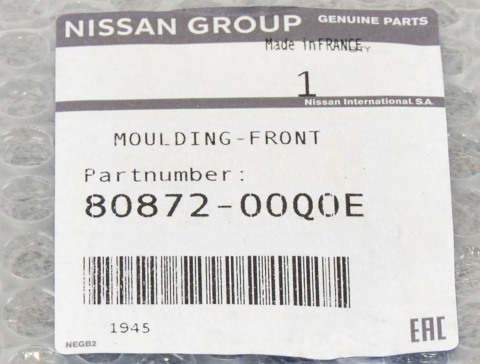 NISSAN GROUP GENUINE PARTS
Made in FRANCE
1
Nissan International S.A.
MOULDING-FRONT
Partnumber:
80872-00Q0E
1945
NEGB2
EAC